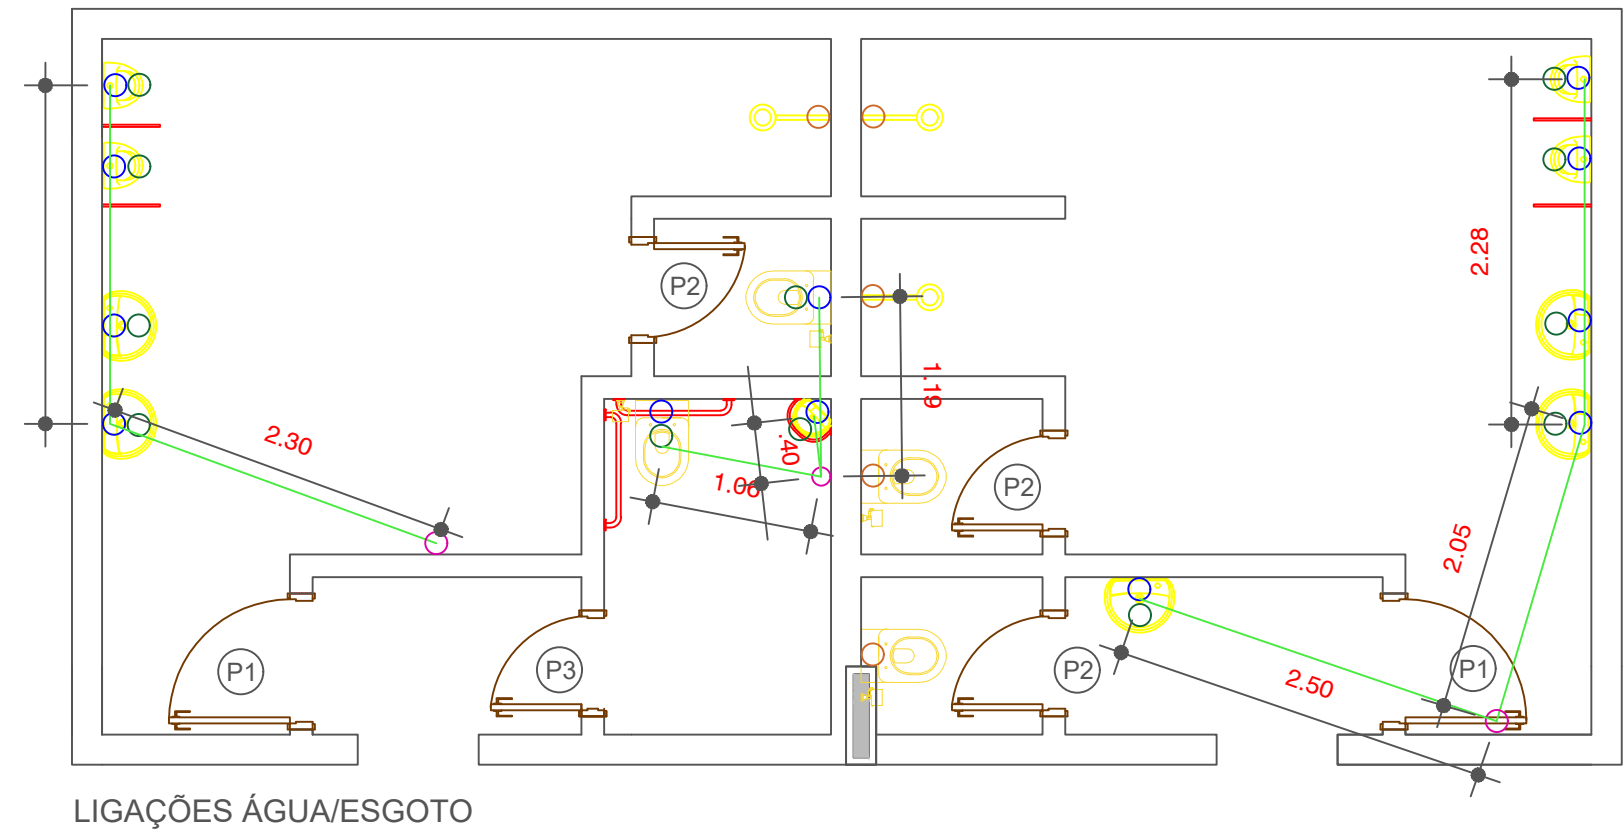 P2
2.28
1.19
2.30
.40
1.06
P2
2.05
P1
P3
P2
P1
2.50
LIGAÇÕES ÁGUA/ESGOTO